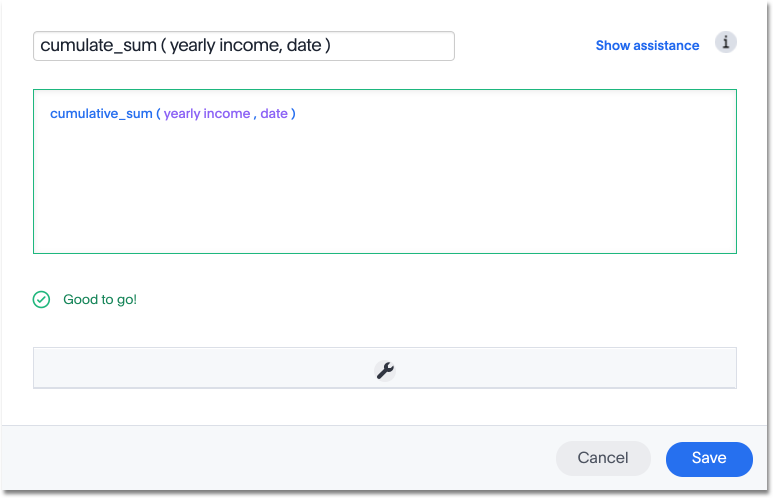 cumulate_sum ( yearly income, date )
Show assistance i
cumulative_sum ( yearly income , date )
Good to go!
Cancel Save